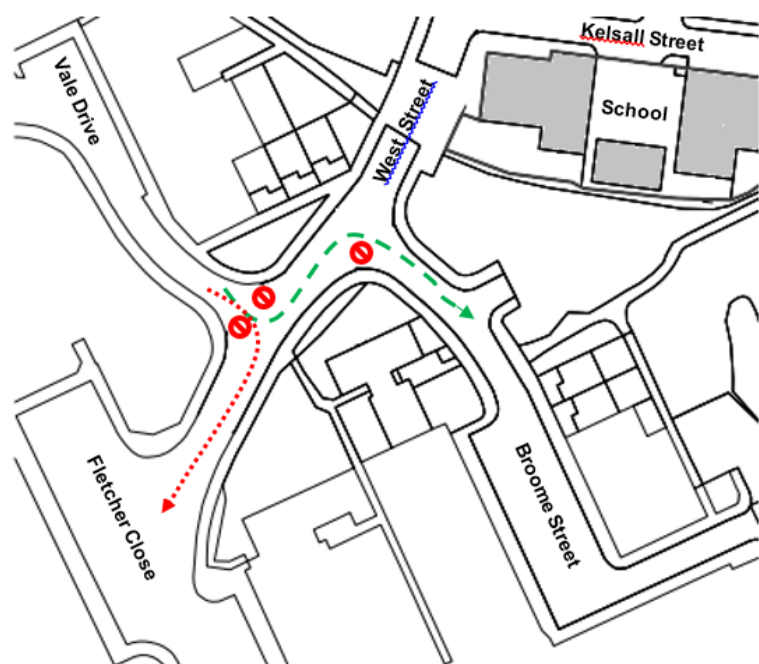 Kelsall Street
Vale Drive
West Street
School
Broome Street
Fletcher Close